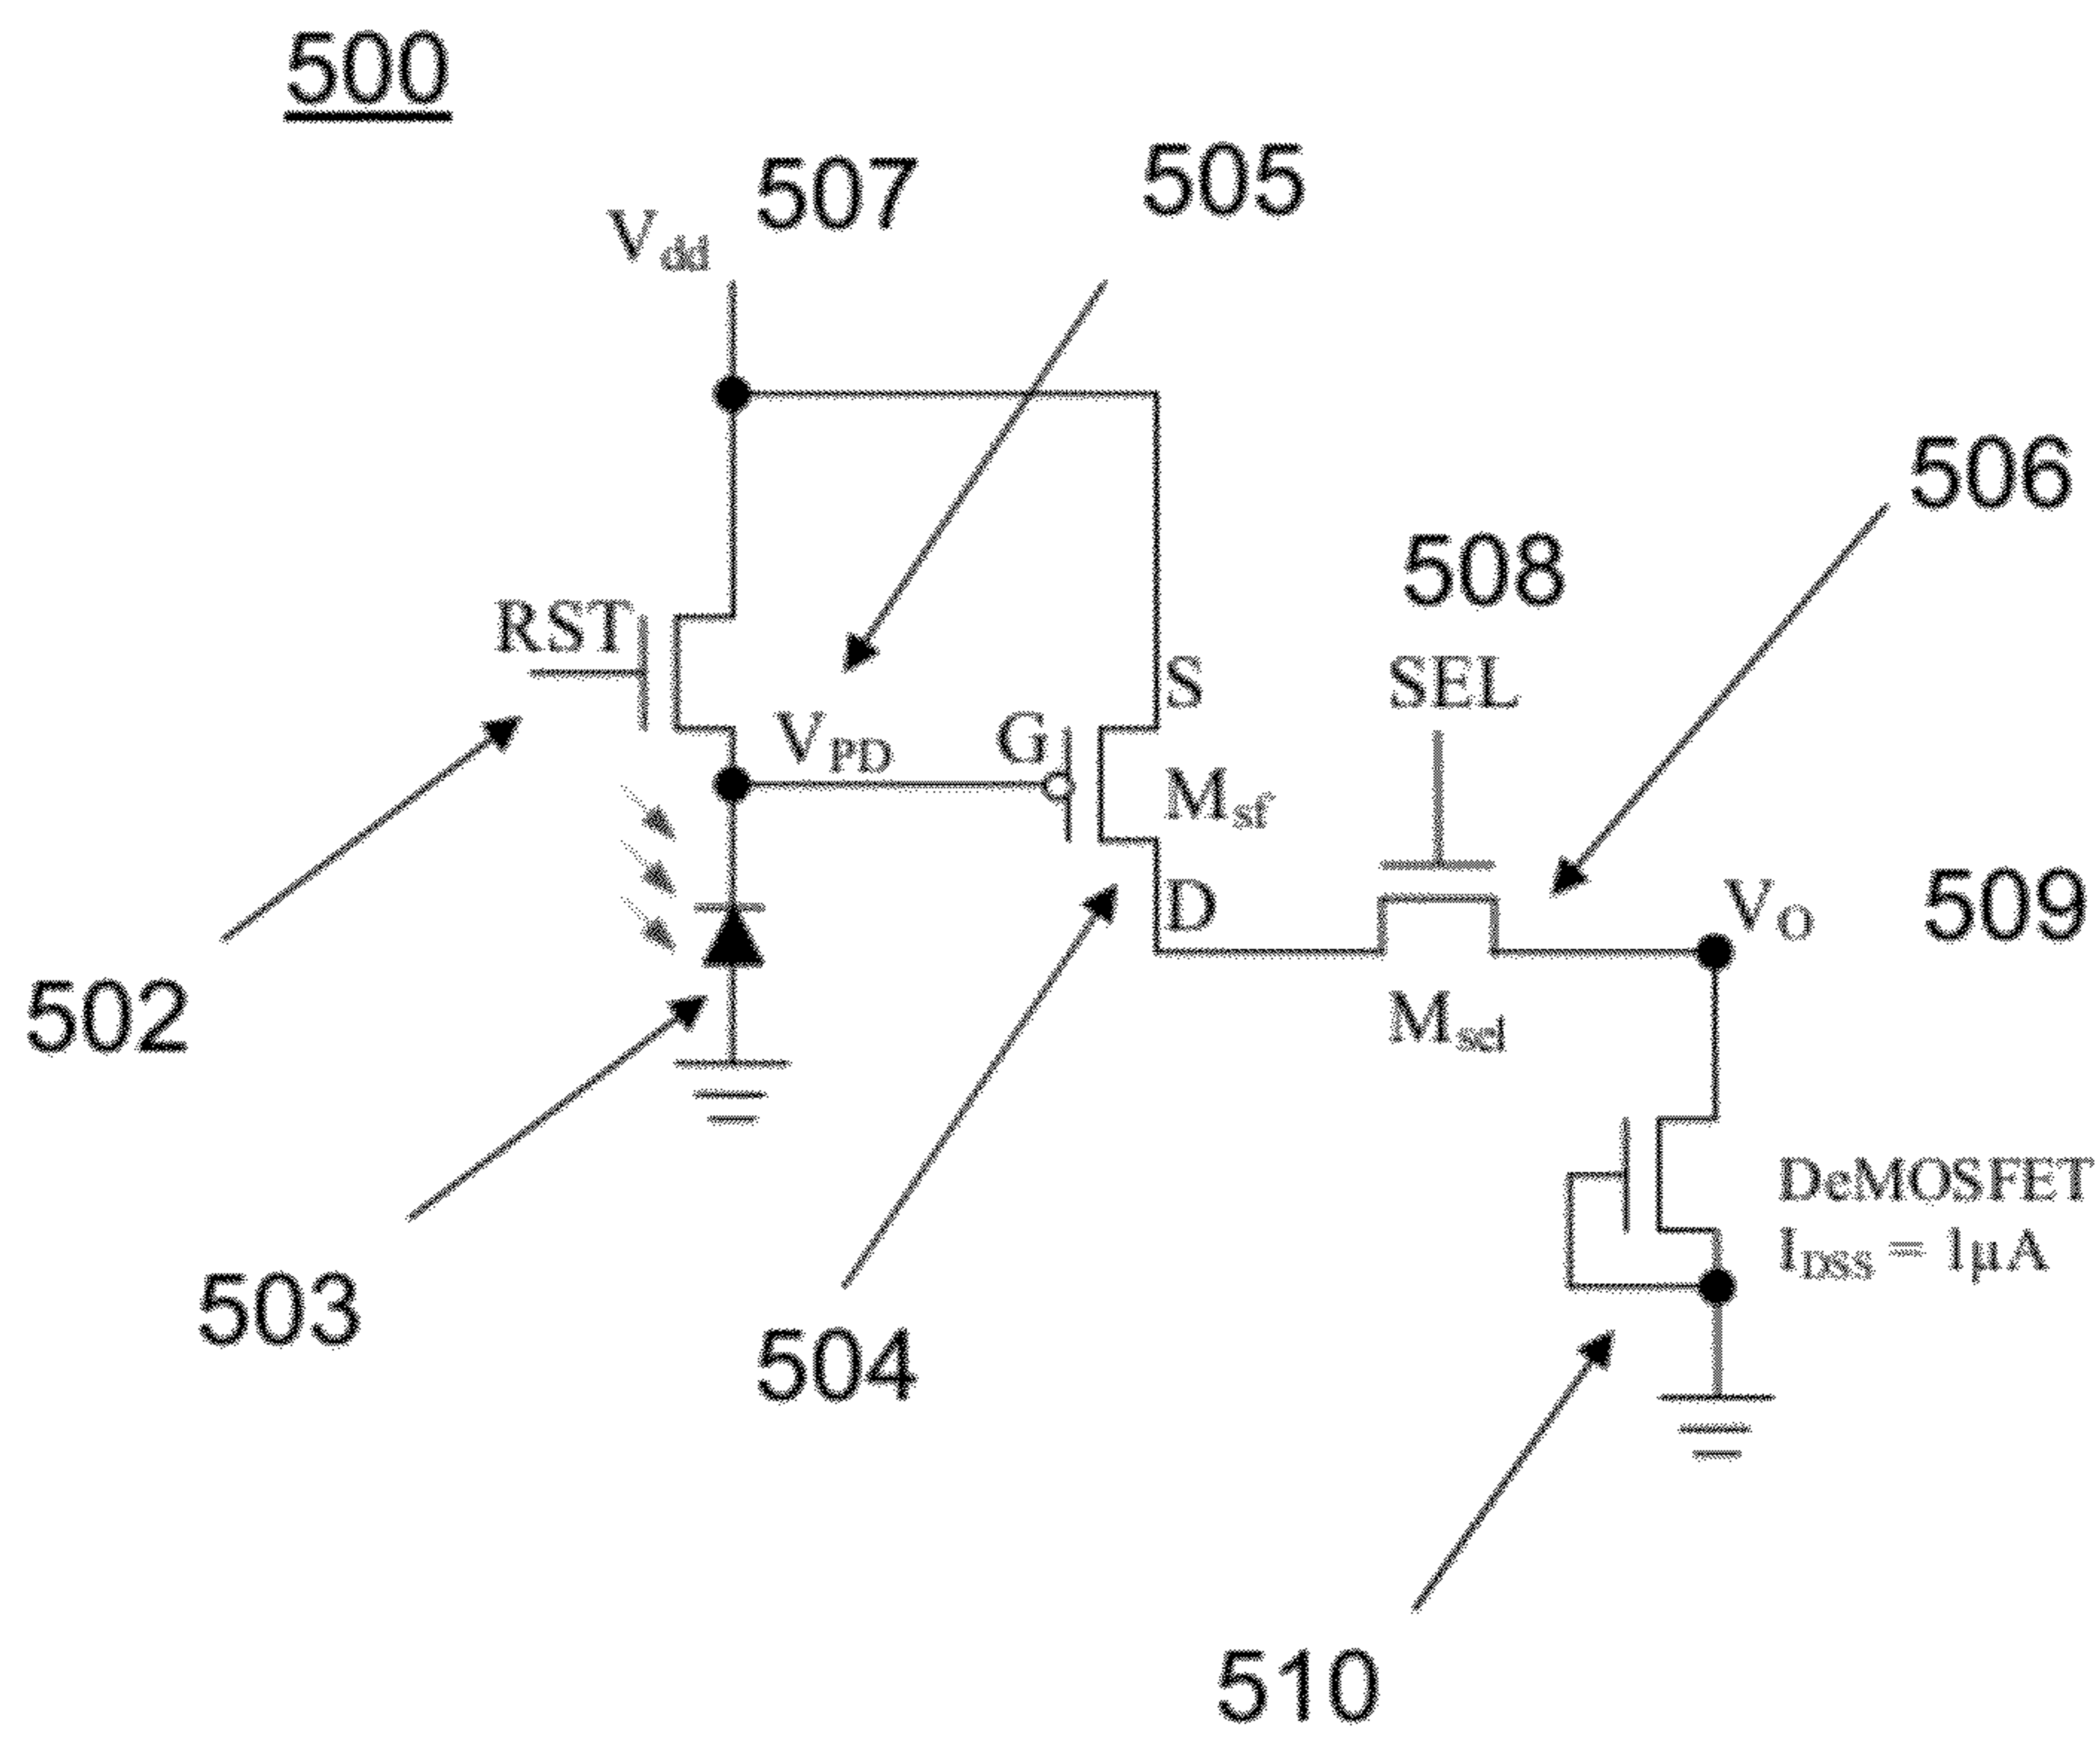 500
507
505
Vdd
506
508
RST
S
SEL
VPD
G
Msf
D
VO
509
502
Msel
DeMOSFET
IDSS = 1μA
503
504
510